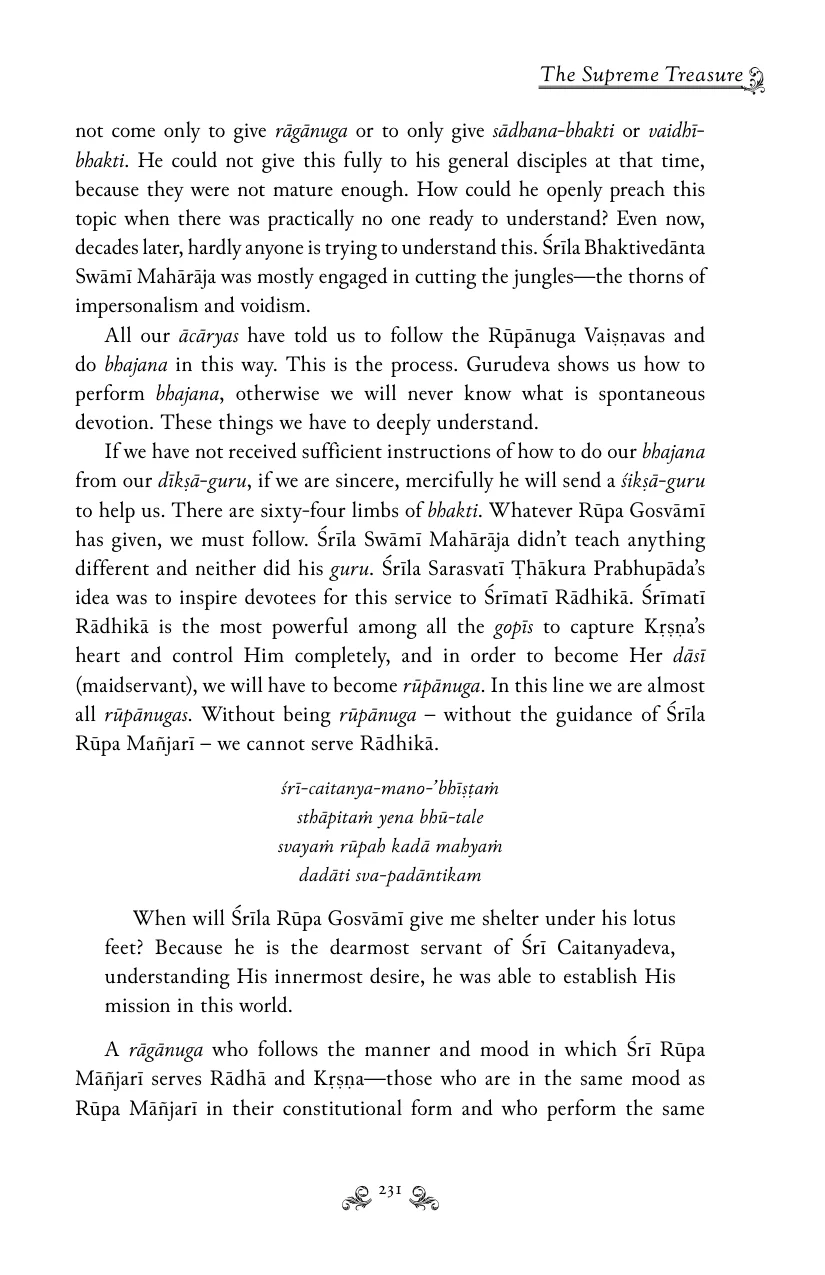 The Supreme Treasure
not come only to give rāgānuga or to only give sādhana-bhakti or vaidhī-
bhakti. He could not give this fully to his general disciples at that time,
because they were not mature enough. How could he openly preach this
topic when there was practically no one ready to understand? Even now,
decades later, hardly anyone is trying to understand this. Śrīla Bhaktivedānta
Swāmī Mahārāja was mostly engaged in cutting the jungles—the thorns of
impersonalism and voidism.
All our ācāryas have told us to follow the Rūpānuga Vaiṣṇavas and
do bhajana in this way. This is the process. Gurudeva shows us how to
perform bhajana, otherwise we will never know what is spontaneous
devotion. These things we have to deeply understand.
If we have not received sufficient instructions of how to do our bhajana
from our dīkṣā-guru, if we are sincere, mercifully he will send a śikṣā-guru
to help us. There are sixty-four limbs of bhakti. Whatever Rūpa Gosvāmī
has given, we must follow. Śrīla Swāmī Mahārāja didn’t teach anything
different and neither did his guru. Śrīla Sarasvatī Ṭhākura Prabhupāda’s
idea was to inspire devotees for this service to Śrīmatī Rādhikā. Śrīmatī
Rādhikā is the most powerful among all the gopīs to capture Kṛṣṇa’s
heart and control Him completely, and in order to become Her dāsī
(maidservant), we will have to become rūpānuga. In this line we are almost
all rūpānugas. Without being rūpānuga – without the guidance of Śrīla
Rūpa Mañjarī – we cannot serve Rādhikā.
śrī-caitanya-mano-’bhīṣṭaṁ
sthāpitaṁ yena bhū-tale
svayaṁ rūpah kadā mahyaṁ
dadāti sva-padāntikam
When will Śrīla Rūpa Gosvāmī give me shelter under his lotus
feet? Because he is the dearmost servant of Śrī Caitanyadeva,
understanding His innermost desire, he was able to establish His
mission in this world.
A rāgānuga who follows the manner and mood in which Śrī Rūpa
Māñjarī serves Rādhā and Kṛṣṇa—those who are in the same mood as
Rūpa Māñjarī in their constitutional form and who perform the same
231